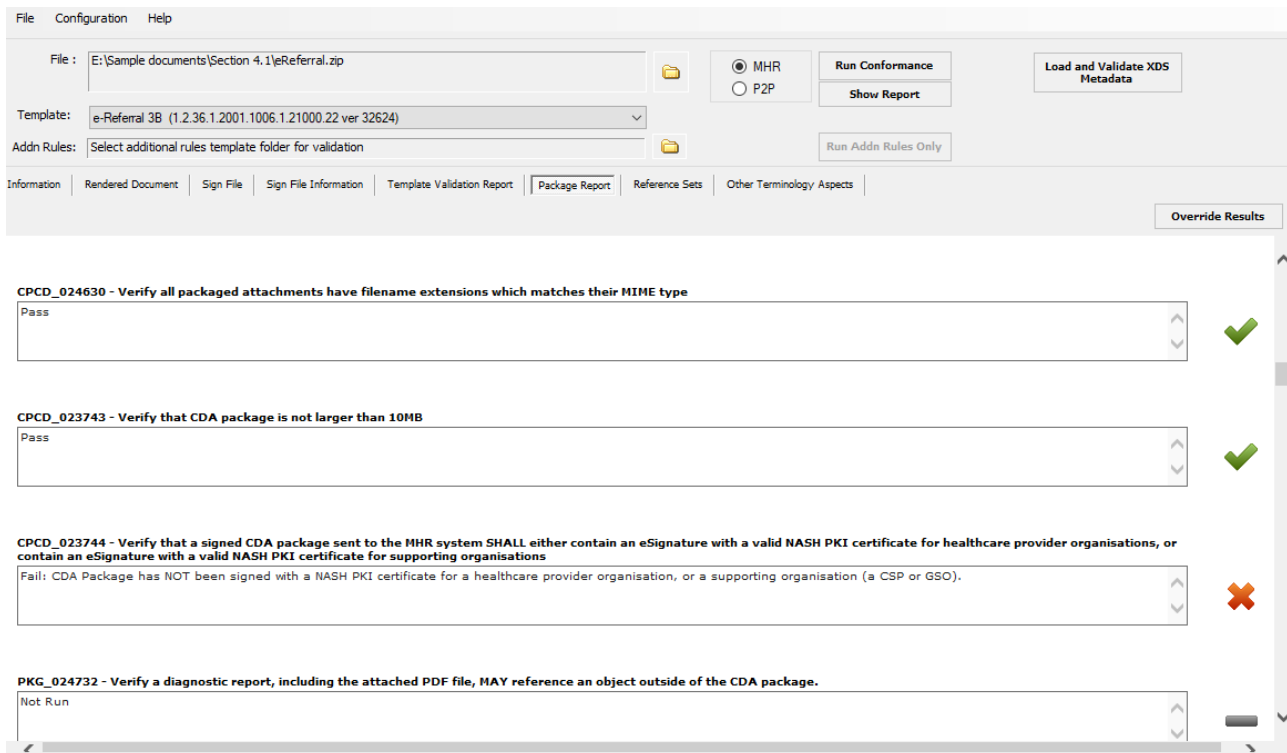 File Configuration Help
File : E:\Sample documents\Section 4.1\eReferral.zip
MHR
P2P
Run Conformance
Show Report
Load and Validate XDS
Metadata
Template: e-Referral 3B (1.2.36.1.2001.1006.1.21000.22 ver 32624)
Addn Rules: Select additional rules template folder for validation
Run Addn Rules Only
Information Rendered Document Sign File Sign File Information Template Validation Report Package Report Reference Sets Other Terminology Aspects
Override Results
CPCD_024630 - Verify all packaged attachments have filename extensions which matches their MIME type
Pass
CPCD_023743 - Verify that CDA package is not larger than 10MB
Pass
CPCD_023744 - Verify that a signed CDA package sent to the MHR system SHALL either contain an eSignature with a valid NASH PKI certificate for healthcare provider organisations, or
contain an eSignature with a valid NASH PKI certificate for supporting organisations
Fail: CDA Package has NOT been signed with a NASH PKI certificate for a healthcare provider organisation, or a supporting organisation (a CSP or GSO).
PKG_024732 - Verify a diagnostic report, including the attached PDF file, MAY reference an object outside of the CDA package.
Not Run